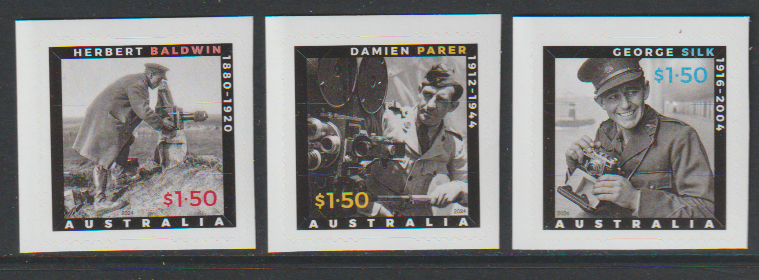 HERBERT BALDWIN
1880-1920
$1·50
2024
AUSTRALIA
DAMIEN PARER
1912-1944
$1·50
2024
AUSTRALIA
GEORGE SILK
$1·50
1916-2004
2024
AUSTRALIA